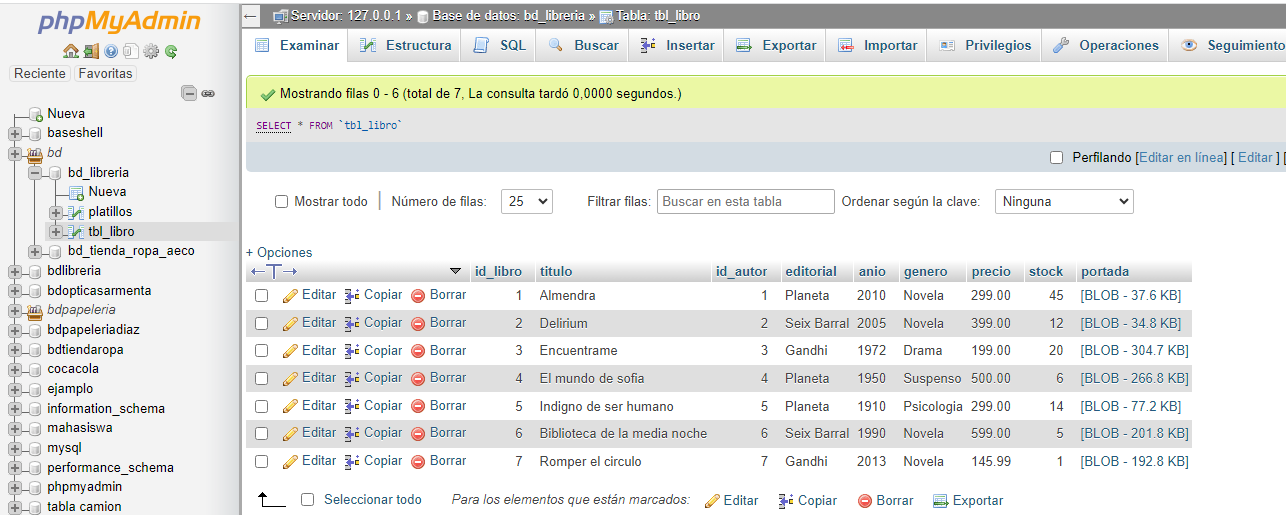 phpMyAdmin
Reciente Favoritas
Nueva
baseshell
bd
bd_libreria
Nueva
platillos
tbl_libro
bd_tienda_ropa_aeco
bdlibreria
bdopticasarmenta
bdpapeleria
bdpapeleriadiaz
bdtiendaropa
cocacola
ejamplo
information_schema
mahasiswa
mysql
performance_schema
phpmyadmin
tabla camion
Servidor: 127.0.0.1 » Base de datos: bd_libreria » Tabla: tbl_libro
Examinar Estructura SQL Buscar Insertar Exportar Importar Privilegios Operaciones Seguimiento
Mostrando filas 0 - 6 (total de 7, La consulta tardó 0,0000 segundos.)
SELECT * FROM `tbl_libro`
Perfilando [Editar en línea] [ Editar ] [
Mostrar todo | Número de filas: 25 Filtrar filas: Buscar en esta tabla Ordenar según la clave: Ninguna
+ Opciones
←T→ id_libro titulo id_autor editorial anio genero precio stock portada
Editar Copiar Borrar 1 Almendra 1 Planeta 2010 Novela 299.00 45 [BLOB - 37.6 KB]
Editar Copiar Borrar 2 Delirium 2 Seix Barral 2005 Novela 399.00 12 [BLOB - 34.8 KB]
Editar Copiar Borrar 3 Encuentrame 3 Gandhi 1972 Drama 199.00 20 [BLOB - 304.7 KB]
Editar Copiar Borrar 4 El mundo de sofia 4 Planeta 1950 Suspenso 500.00 6 [BLOB - 266.8 KB]
Editar Copiar Borrar 5 Indigno de ser humano 5 Planeta 1910 Psicologia 299.00 14 [BLOB - 77.2 KB]
Editar Copiar Borrar 6 Biblioteca de la media noche 6 Seix Barral 1990 Novela 599.00 5 [BLOB - 201.8 KB]
Editar Copiar Borrar 7 Romper el circulo 7 Gandhi 2013 Novela 145.99 1 [BLOB - 192.8 KB]
Seleccionar todo Para los elementos que están marcados: Editar Copiar Borrar Exportar